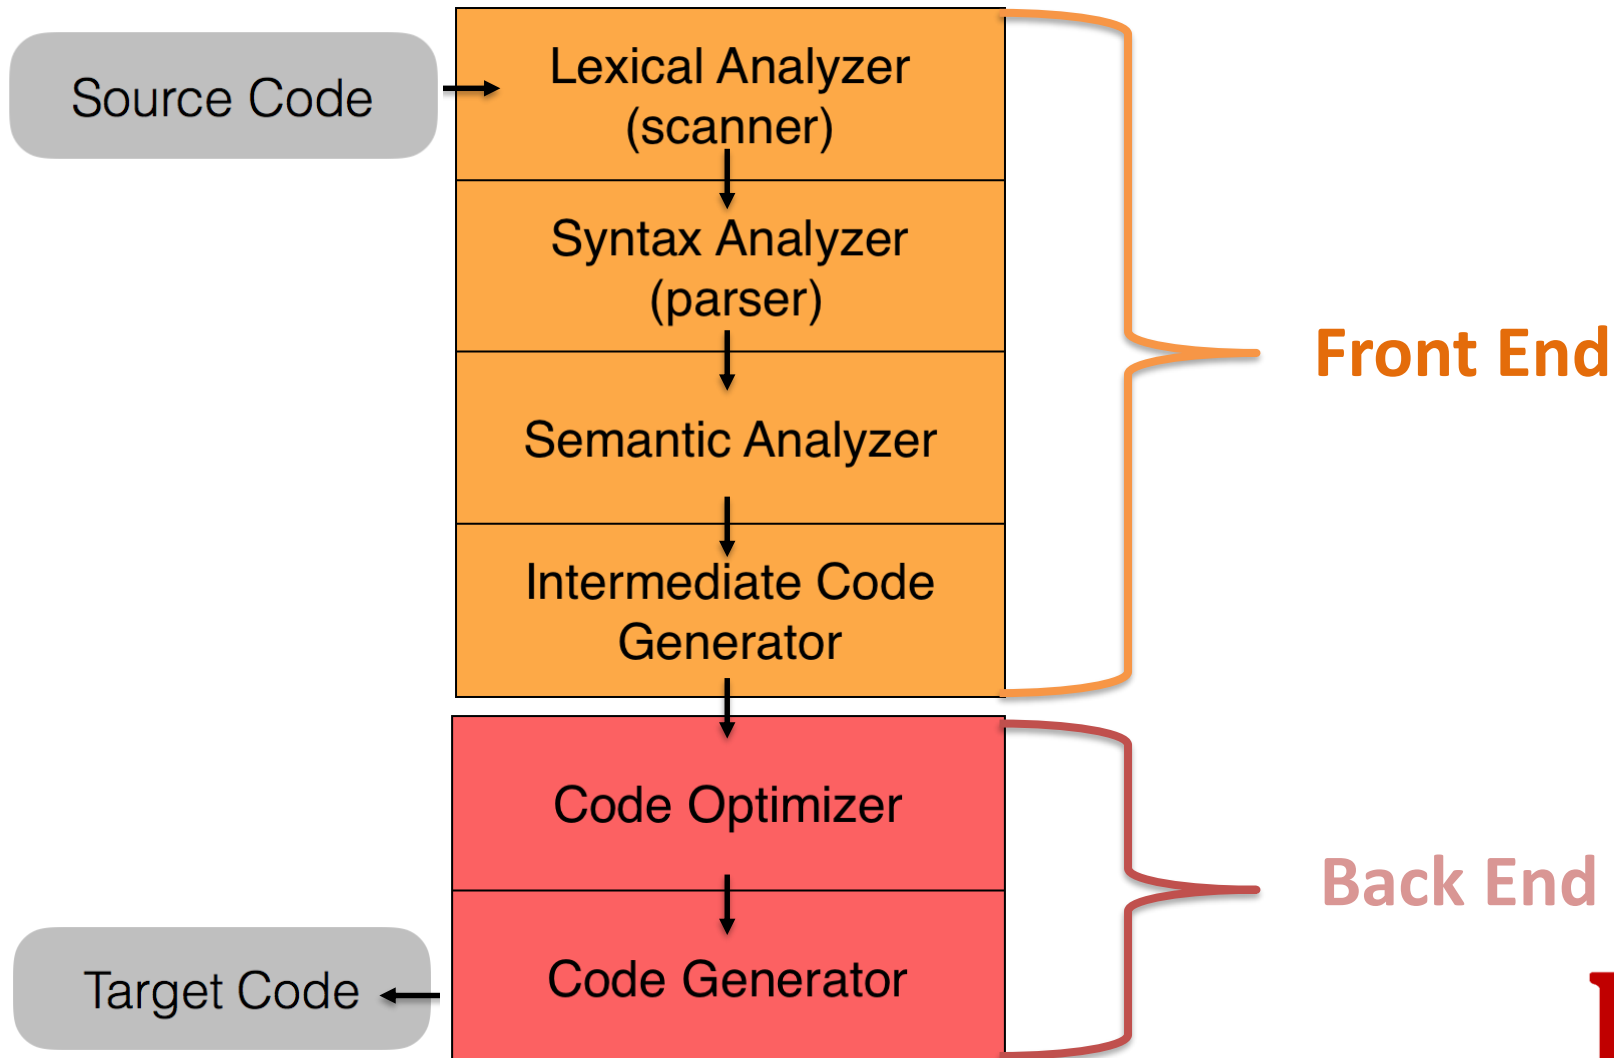 Source Code
Lexical Analyzer
(scanner)
Syntax Analyzer
(parser)
Semantic Analyzer
Intermediate Code
Generator
Front End
Code Optimizer
Code Generator
Back End
Target Code